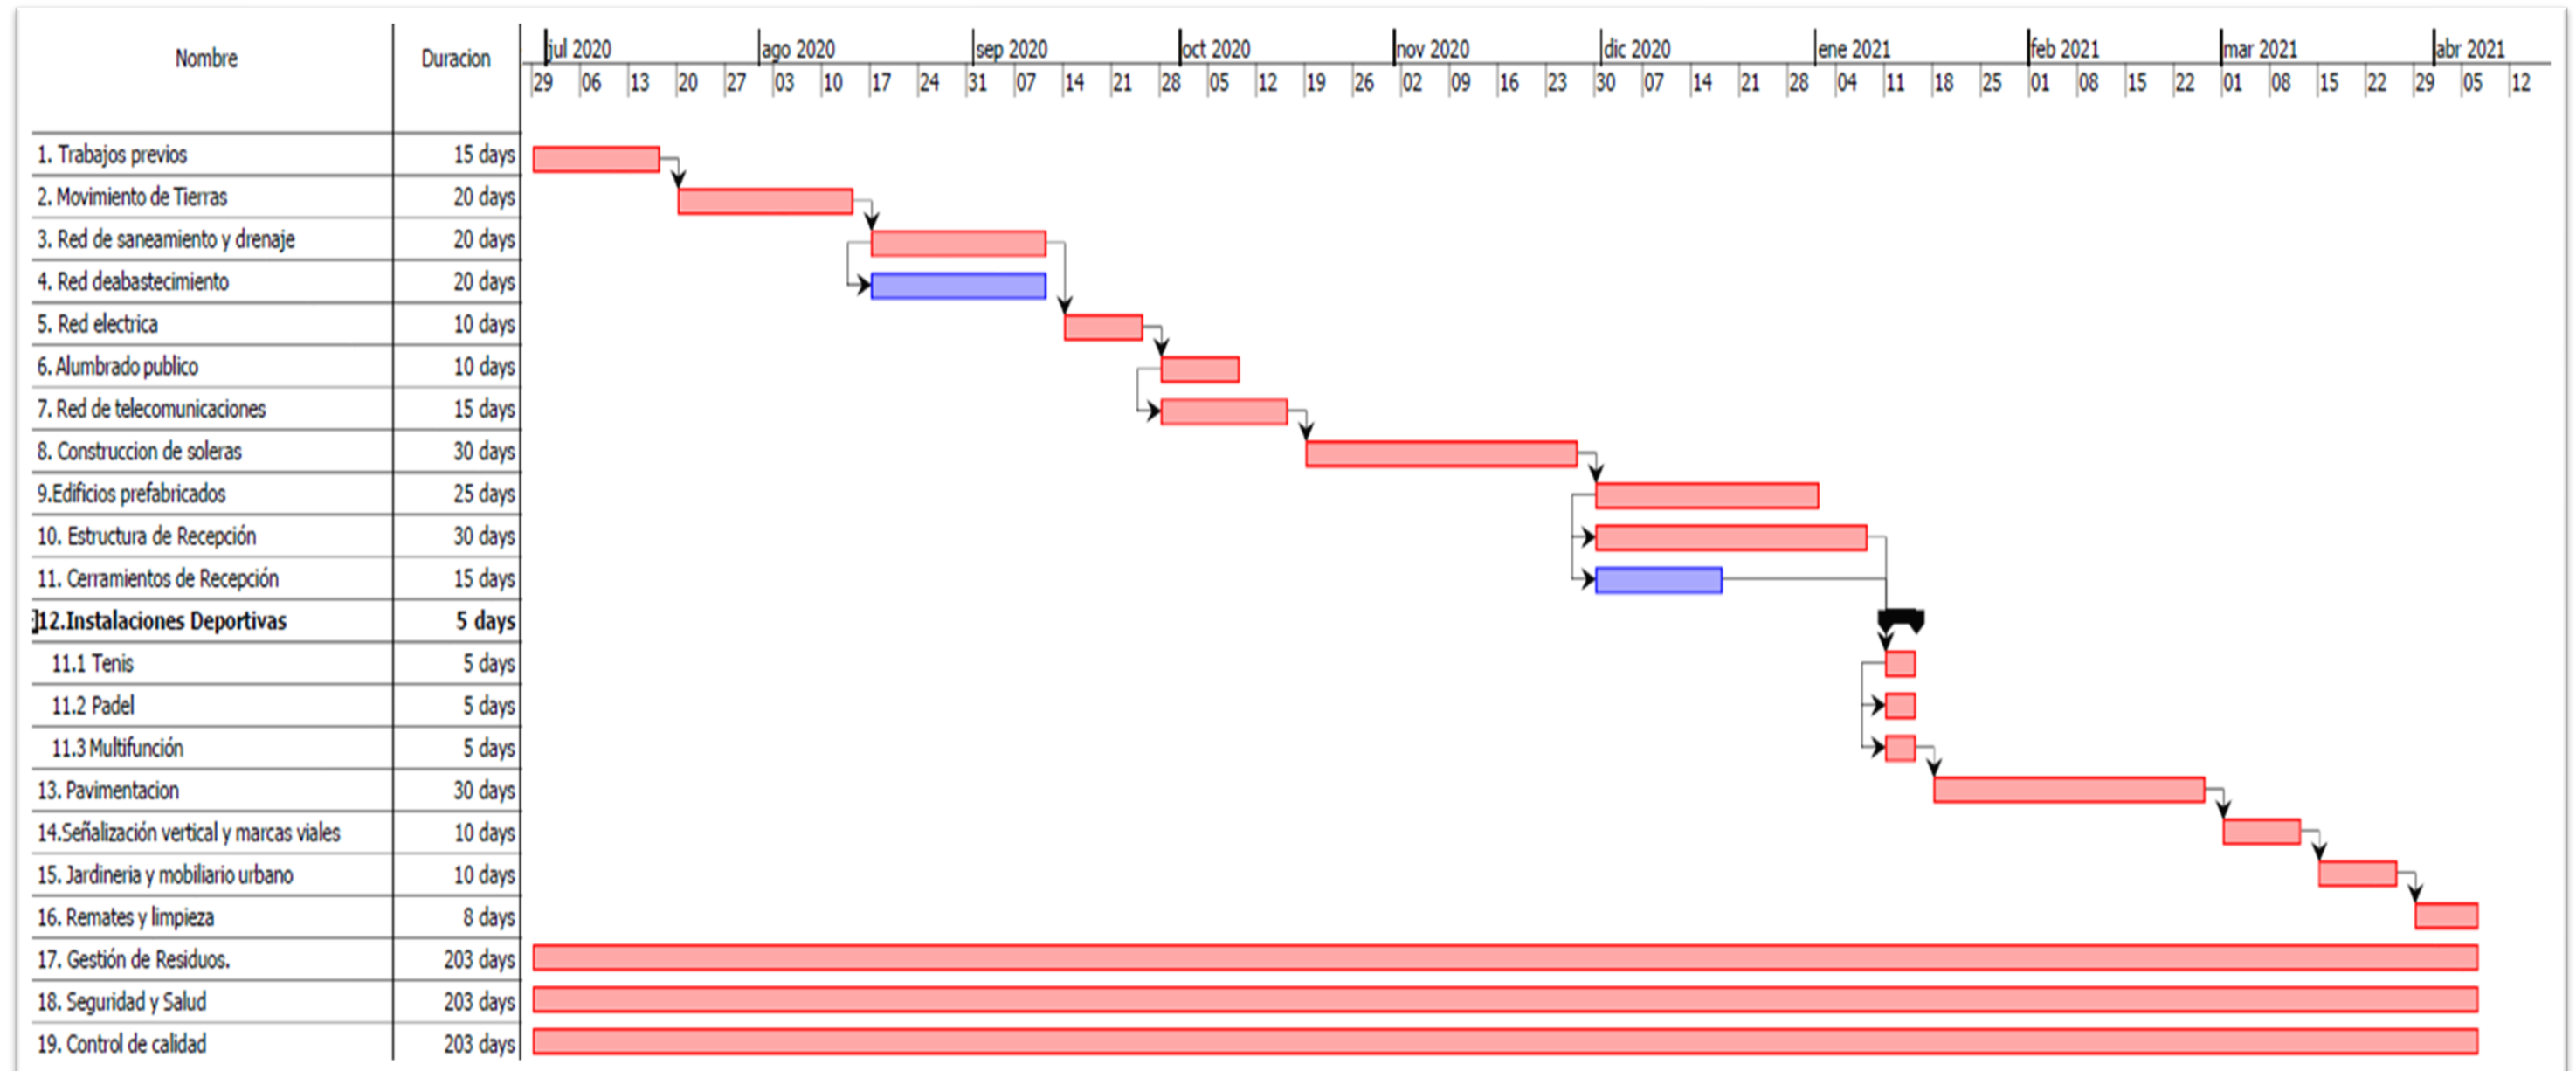 Nombre Duracion jul 2020 ago 2020 sep 2020 oct 2020 nov 2020 dic 2020 ene 2021 feb 2021 mar 2021 abr 2021
29 06 13 20 27 03 10 17 24 31 07 14 21 28 05 12 19 26 02 09 16 23 30 07 14 21 28 04 11 18 25 01 08 15 22 01 08 15 22 29 05 12
1. Trabajos previos 15 days
2. Movimiento de Tierras 20 days
3. Red de saneamiento y drenaje 20 days
4. Red deabastecimiento 20 days
5. Red electrica 10 days
6. Alumbrado publico 10 days
7. Red de telecomunicaciones 15 days
8. Construccion de soleras 30 days
9.Edificios prefabricados 25 days
10. Estructura de Recepción 30 days
11. Cerramientos de Recepción 15 days
12.Instalaciones Deportivas 5 days
11.1 Tenis 5 days
11.2 Padel 5 days
11.3 Multifunción 5 days
13. Pavimentacion 30 days
14.Señalización vertical y marcas viales 10 days
15. Jardineria y mobiliario urbano 10 days
16. Remates y limpieza 8 days
17. Gestión de Residuos. 203 days
18. Seguridad y Salud 203 days
19. Control de calidad 203 days